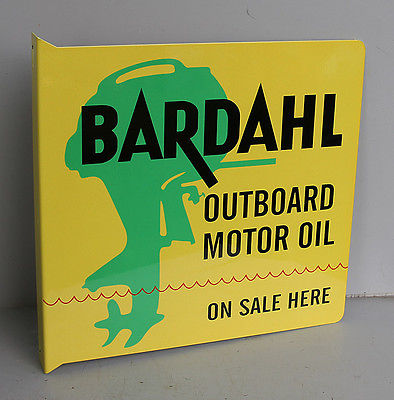 BARDAHL
OUTBOARD
MOTOR OIL
ON SALE HERE